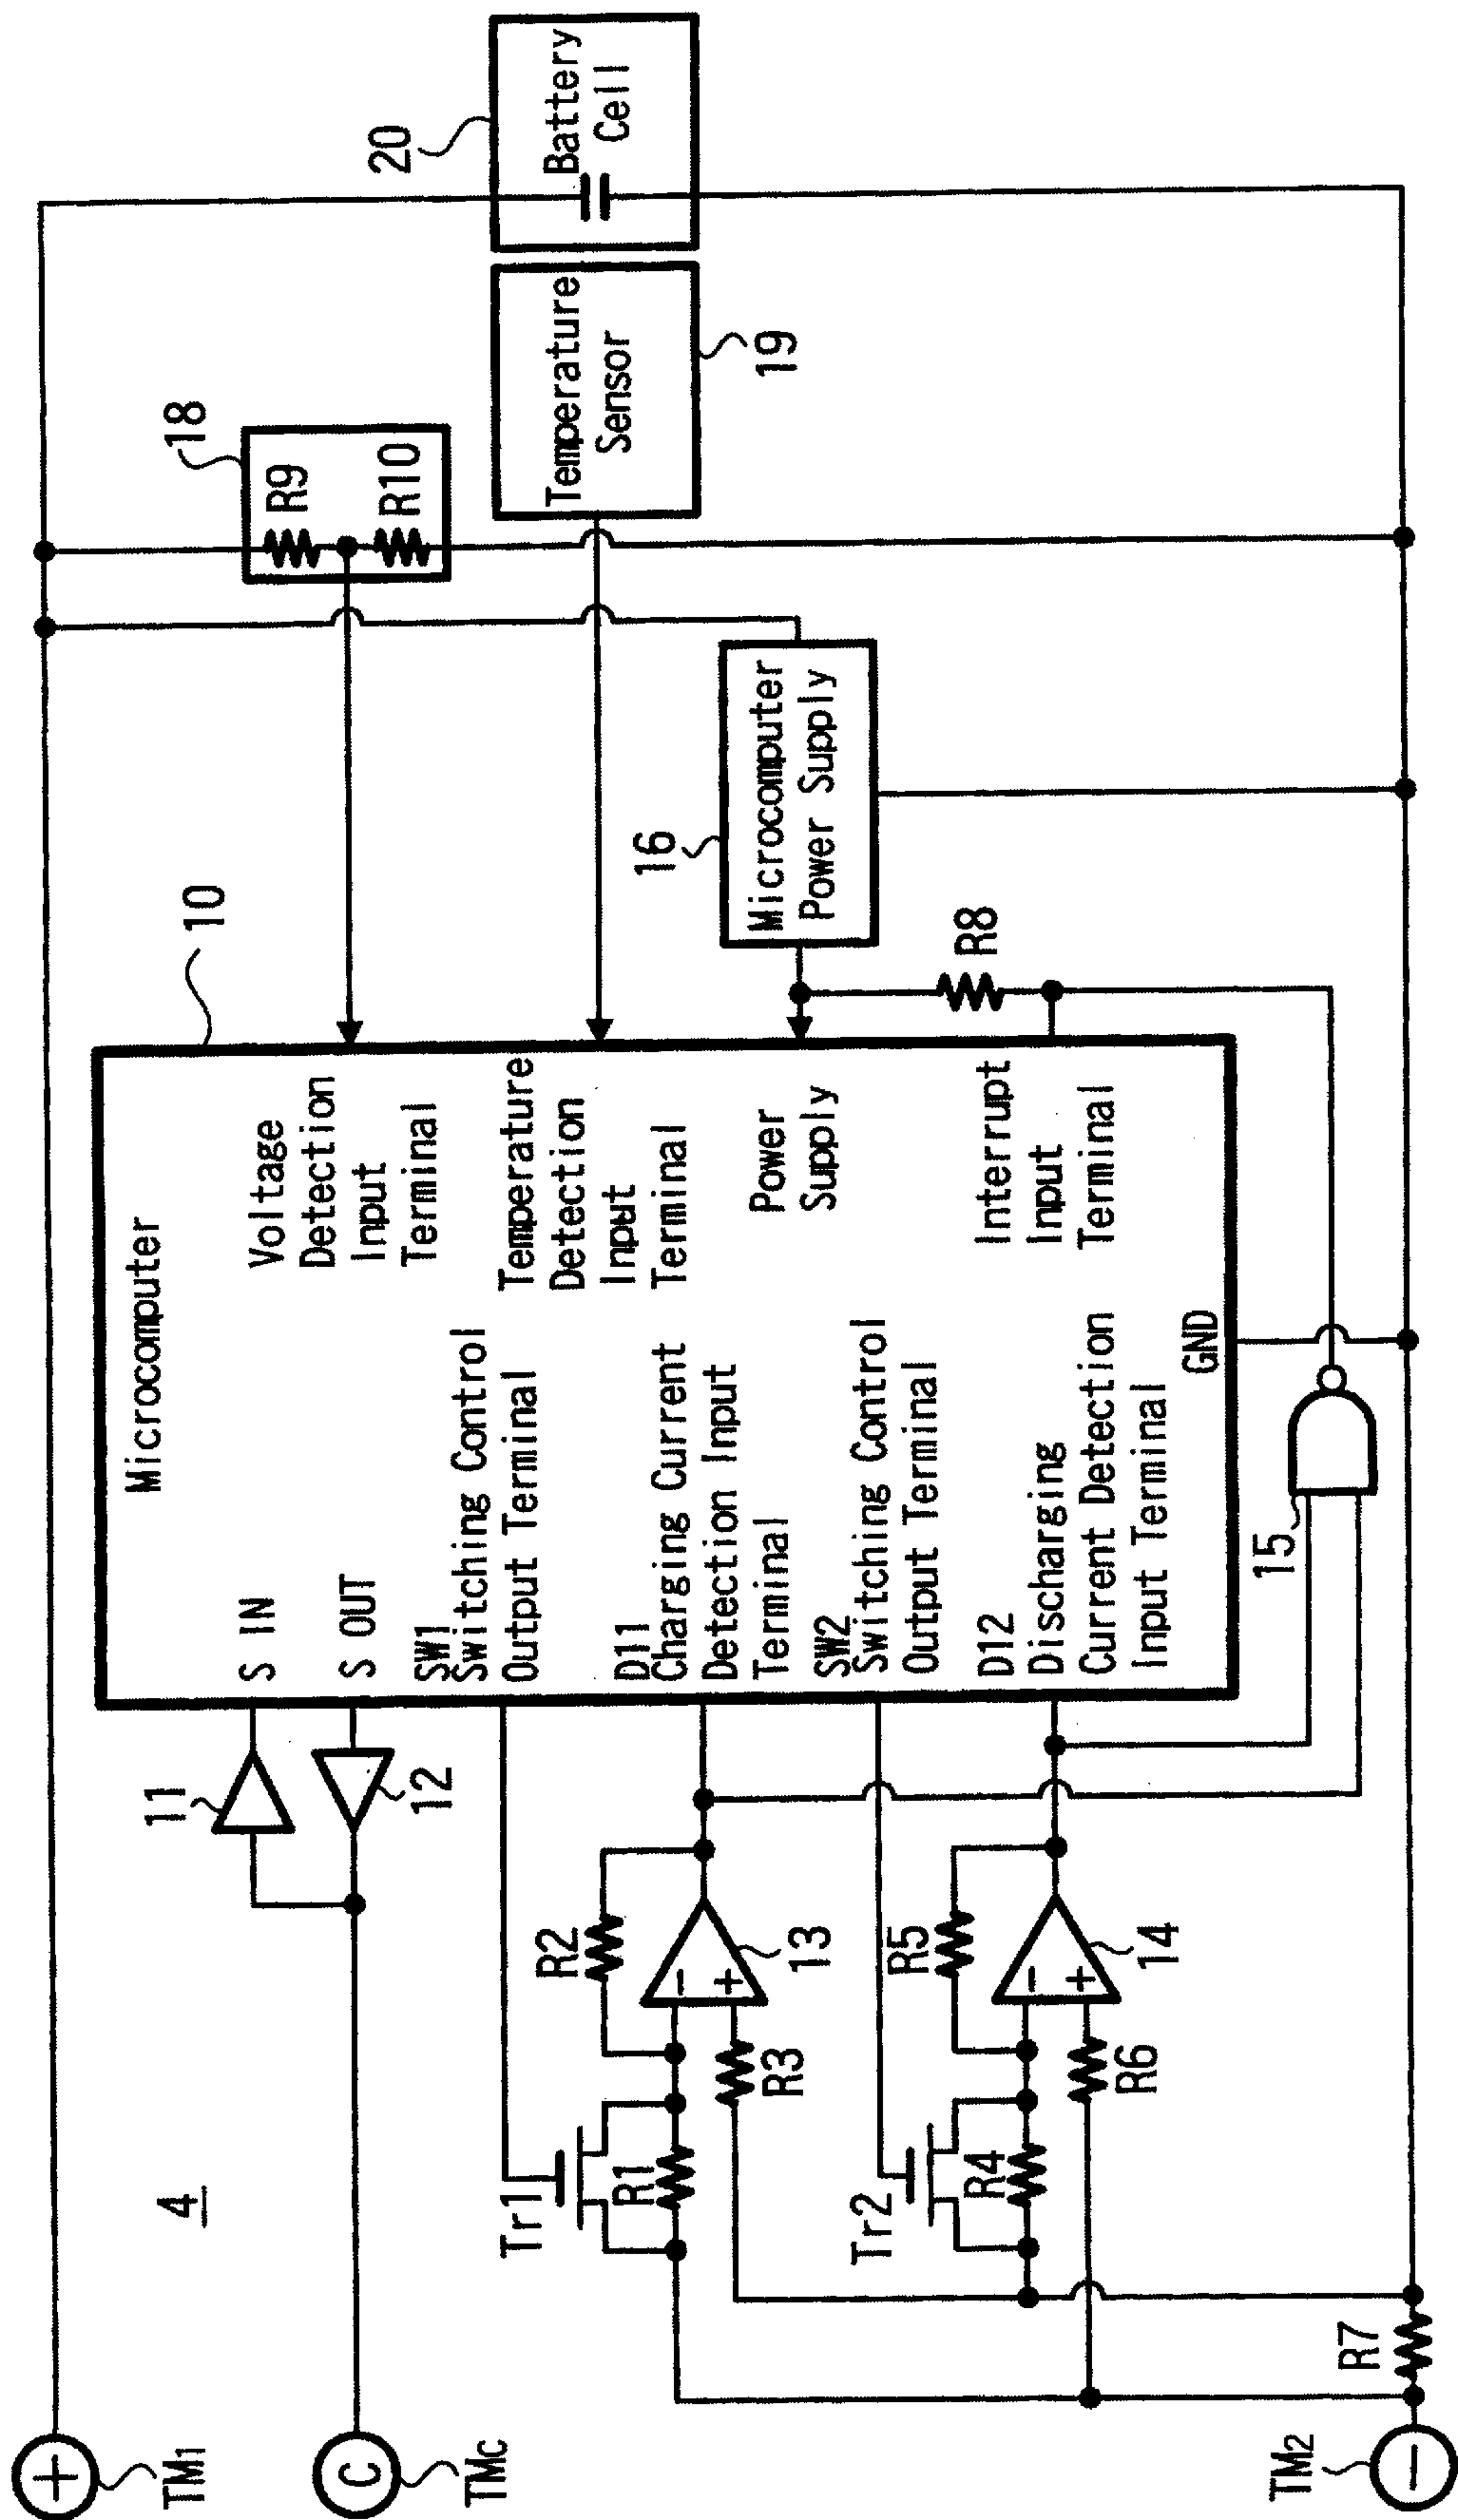 4
TM1
+
TMC
C
TM2
−
11
12
S IN
S OUT
Microcomputer
10
SW1
Switching Control
Output Terminal
D11
Charging Current
Detection Input
Terminal
SW2
Switching Control
Output Terminal
D12
Discharging
Current Detection
Input Terminal
GND
Voltage
Detection
Input
Terminal
Temperature
Detection
Input
Terminal
Power
Supply
Interrupt
Input
Terminal
Tr1
R1
R2
R3
−
+
13
Tr2
R4
R5
R6
−
+
14
R7
15
R8
16
Microcomputer
Power Supply
18
R9
R10
Temperature
Sensor
19
20
Battery
Cell